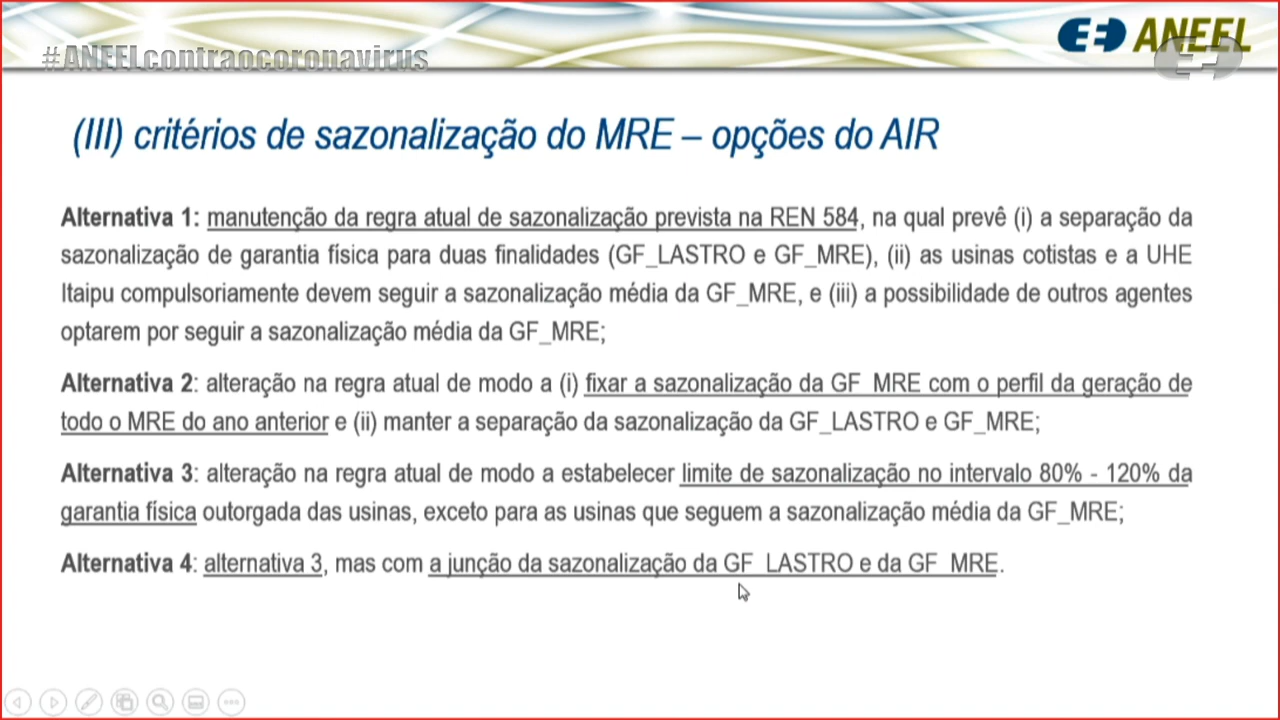 #ANEELcontraocoronavirus
ANEEL
(III) critérios de sazonalização do MRE – opções do AIR
Alternativa 1: manutenção da regra atual de sazonalização prevista na REN 584, na qual prevê (i) a separação da
sazonalização de garantia física para duas finalidades (GF_LASTRO e GF_MRE), (ii) as usinas cotistas e a UHE
Itaipu compulsoriamente devem seguir a sazonalização média da GF_MRE, e (iii) a possibilidade de outros agentes
optarem por seguir a sazonalização média da GF_MRE;
Alternativa 2: alteração na regra atual de modo a (i) fixar a sazonalização da GF_MRE com o perfil da geração de
todo o MRE do ano anterior e (ii) manter a separação da sazonalização da GF_LASTRO e GF_MRE;
Alternativa 3: alteração na regra atual de modo a estabelecer limite de sazonalização no intervalo 80% - 120% da
garantia física outorgada das usinas, exceto para as usinas que seguem a sazonalização média da GF_MRE;
Alternativa 4: alternativa 3, mas com a junção da sazonalização da GF_LASTRO e da GF_MRE.